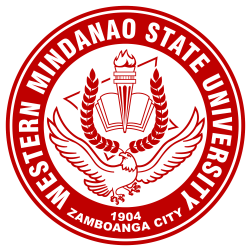 WESTERN MINDANAO STATE UNIVERSITY
1904
ZAMBOANGA CITY